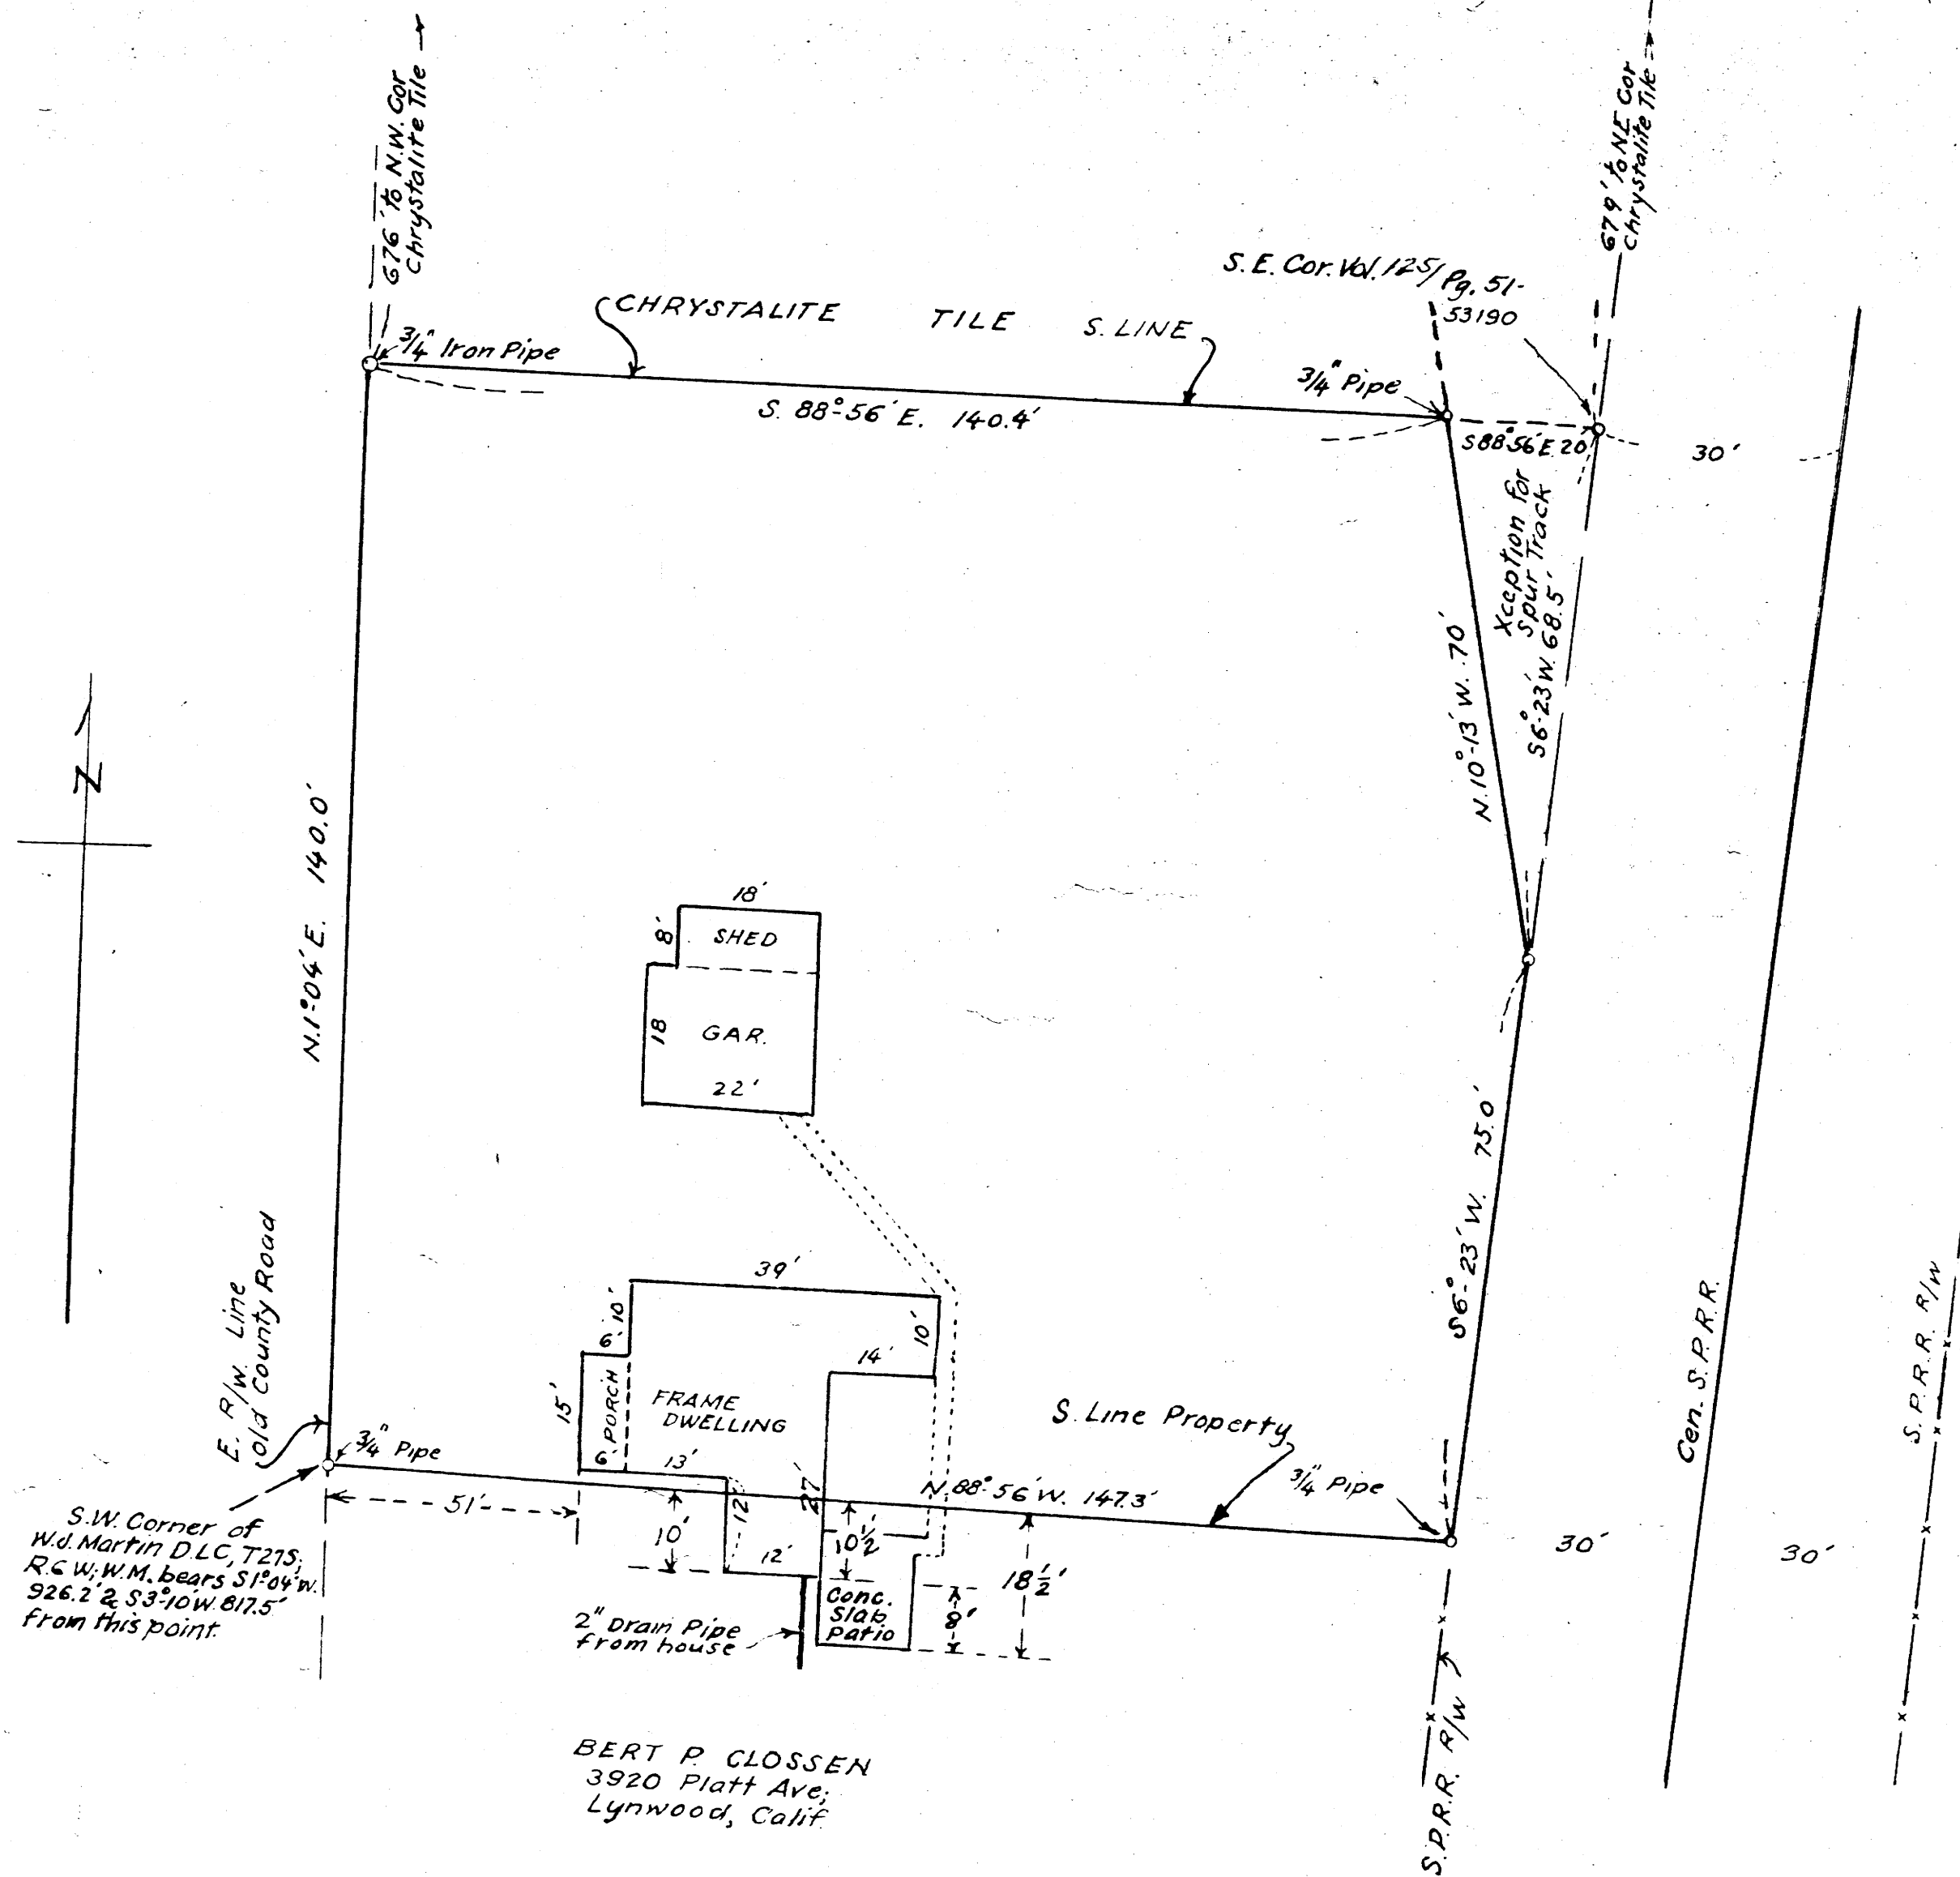 676' to N.W. Cor
Chrystalite Tile
679' to NE Cor
Chrystalite Tile
S.E. Cor. Vol. 125/Pg. 51-
53190
CHRYSTALITE TILE S. LINE
3/4" Iron Pipe
3/4" Pipe
S. 88°-56' E. 140.4'
S88°56'E 20'
30'
Xception for
Spur Track
S6°-23'W. 68.5'
N.10°-13'W. 70'
N
N.1°-04' E. 140.0'
18'
8'
SHED
18
GAR.
22'
S6°-23' W. 75.0'
39'
10'
6'
10'
14'
15'
PORCH
6'
FRAME
DWELLING
13'
S. Line Property
E. R/W. Line
Old County Road
3/4" Pipe
3/4" Pipe
N. 88°-56' W. 147.3'
51'
12'
27'
10'
10½'
12'
18½'
8'
Conc.
Slab
Patio
2" Drain Pipe
from house
S.W. Corner of
W.J. Martin D.L.C, T27S,
R.6 W; W.M. bears S1°-04'W.
926.2' & S3°-10'W. 817.5'
from this point.
30'
30'
Cen. S.P.R.R.
S.P.R.R. R/W
S.P.R.R. R/W
BERT P. CLOSSEN
3920 Platt Ave;
Lynwood, Calif.